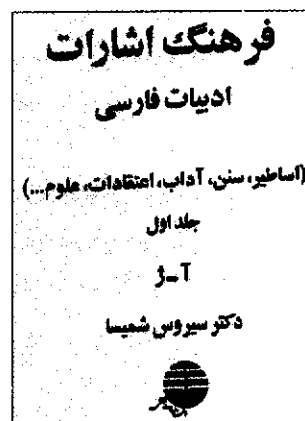 فرهنگ اشارات
ادبیات فارسی
(اساطیر، سنن، آداب، اعتقادات، علوم...)
جلد اول
آ-ژ
دکتر سیروس شمیسا